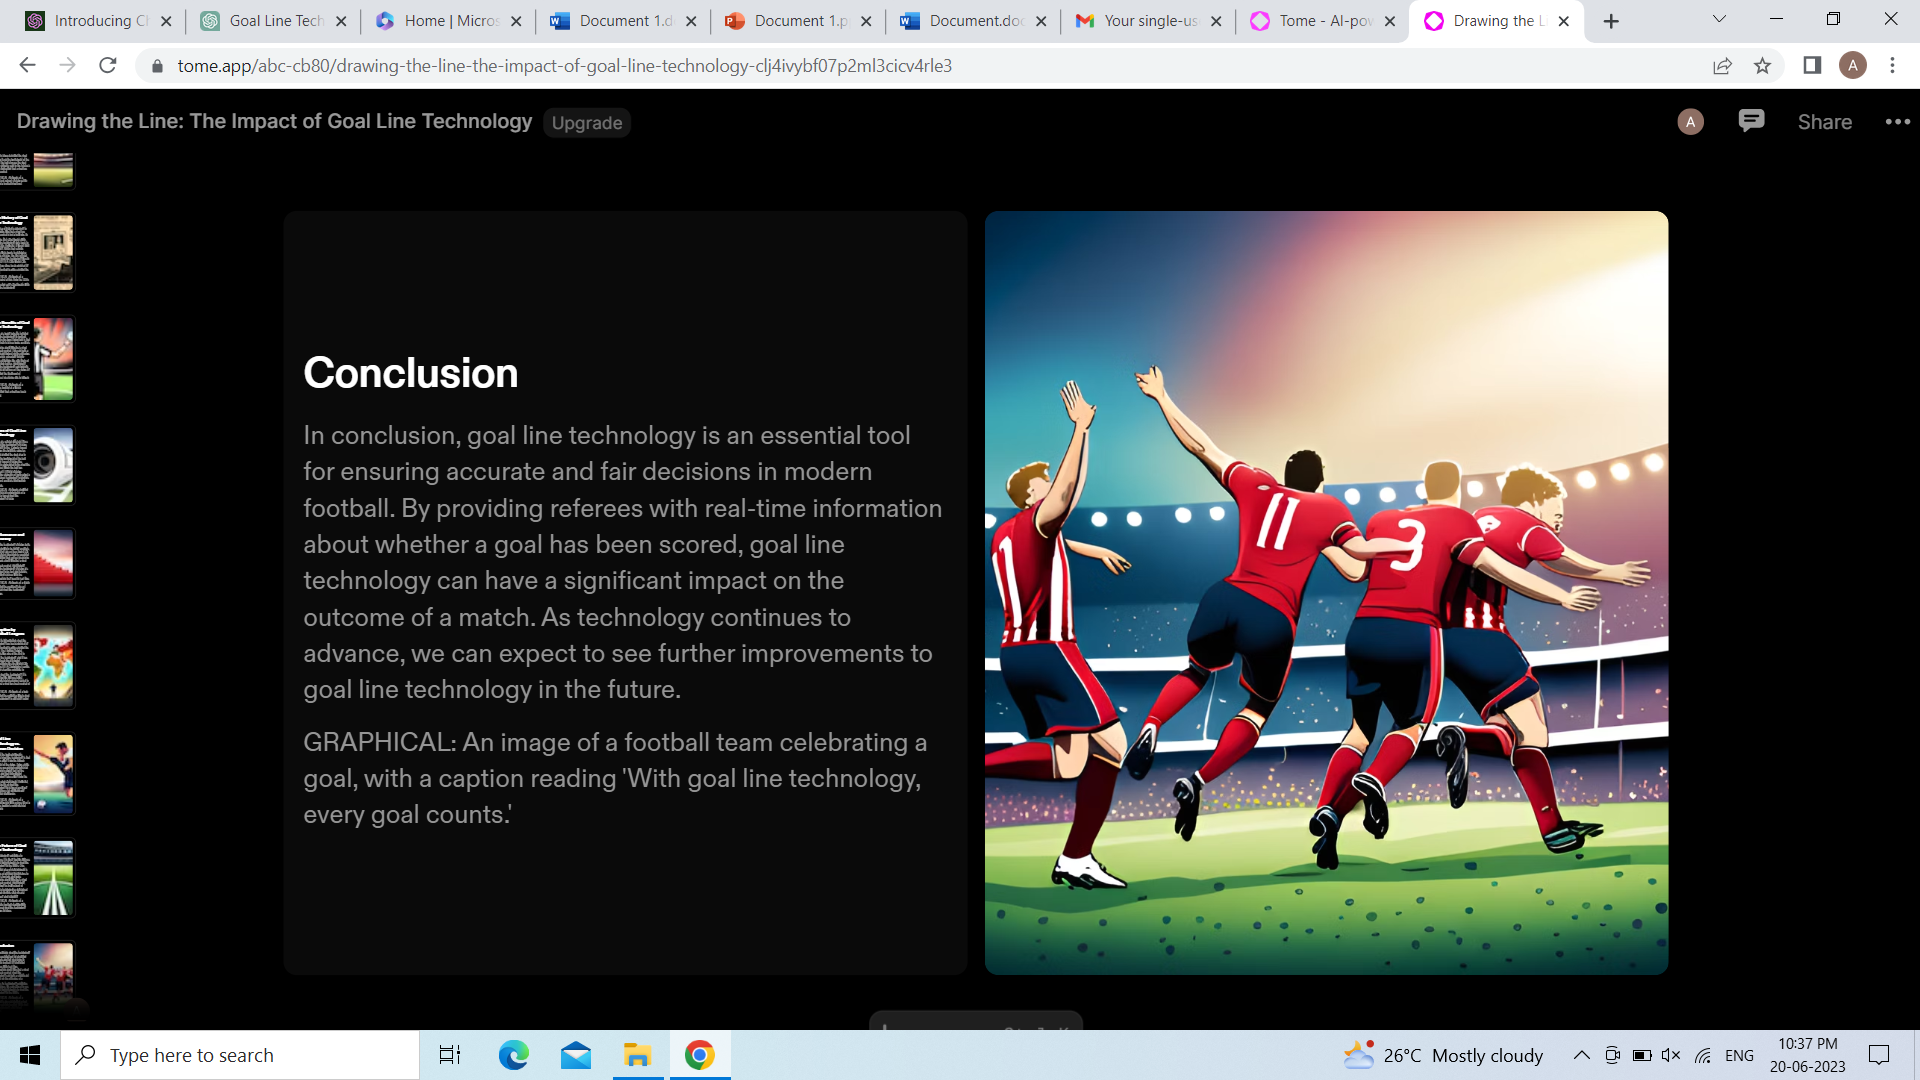 Introducing C
Goal Line Tech
Home | Micros
Document 1.d
Document 1.p
Document.doc
Your single-us
Tome - AI-pow
Drawing the L
tome.app/abc-cb80/drawing-the-line-the-impact-of-goal-line-technology-clj4ivybf07p2ml3cicv4rle3
A
Drawing the Line: The Impact of Goal Line Technology
Upgrade
A
Share
Conclusion
In conclusion, goal line technology is an essential tool
for ensuring accurate and fair decisions in modern
football. By providing referees with real-time information
about whether a goal has been scored, goal line
technology can have a significant impact on the
outcome of a match. As technology continues to
advance, we can expect to see further improvements to
goal line technology in the future.
GRAPHICAL: An image of a football team celebrating a
goal, with a caption reading 'With goal line technology,
every goal counts.'
11
3
Type here to search
26°C Mostly cloudy
ENG
10:37 PM
20-06-2023